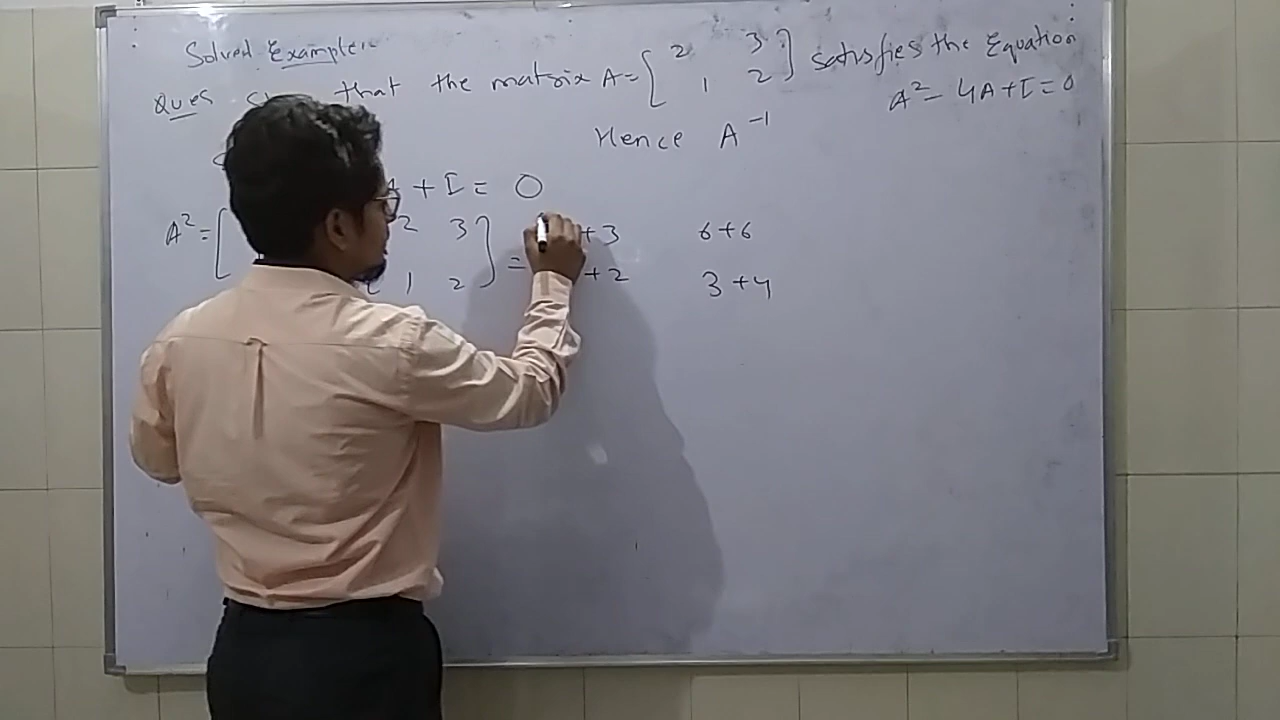 Solved Example:-
Ques that the matrix A = [ 2 3 ] satisfies the Equation
1 2
A² - 4A + I = 0
Hence A⁻¹
+ I = 0
A² = [ 2 3 ] = + 3 6 + 6
1 2 + 2 3 + 4